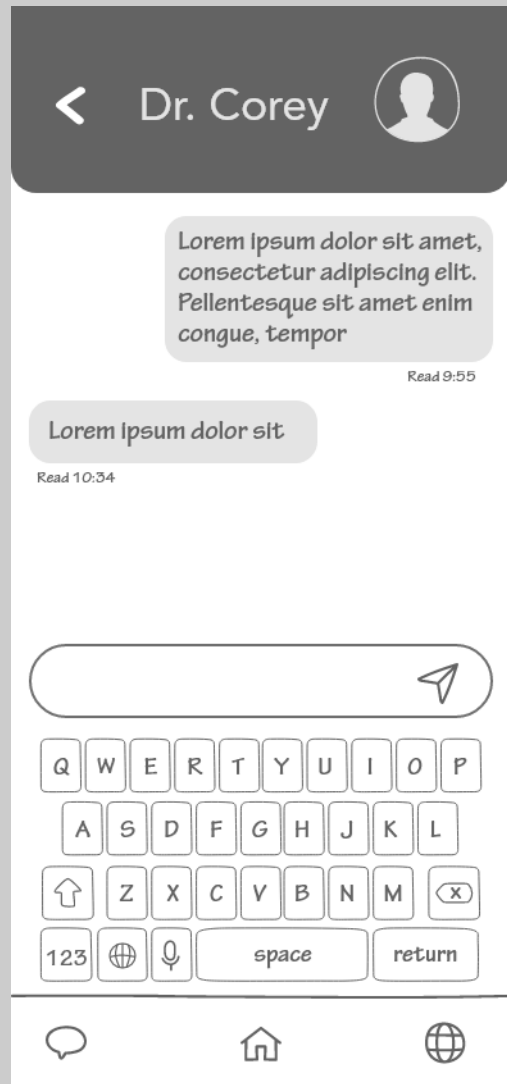 Dr. Corey
Lorem ipsum dolor sit amet,
consectetur adipiscing elit.
Pellentesque sit amet enim
congue, tempor
Read 9:55
Lorem ipsum dolor sit
Read 10:34
Q W E R T Y U I O P
A S D F G H J K L
Z X C V B N M X
123 space return